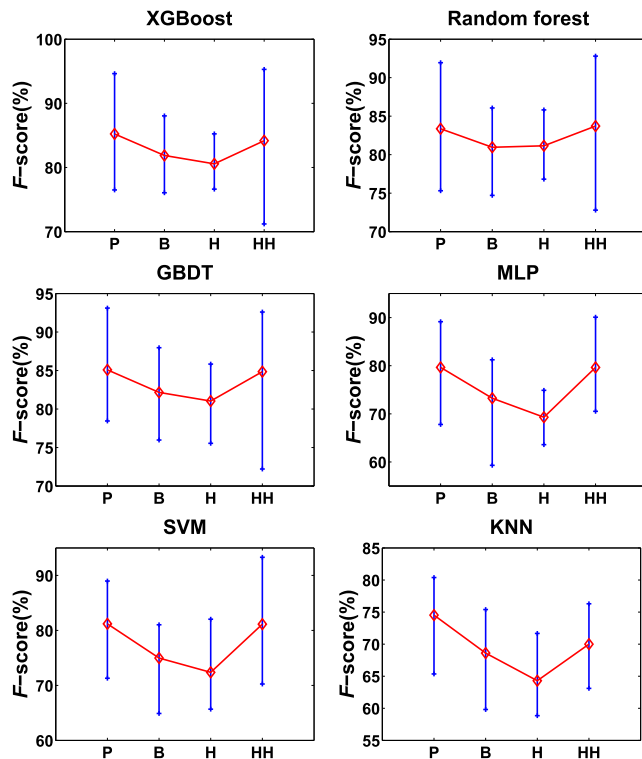 XGBoost
100
90
80
70
F-score(%)
P B H HH
Random forest
95
90
85
80
75
70
F-score(%)
P B H HH
GBDT
95
90
85
80
75
70
F-score(%)
P B H HH
MLP
90
80
70
60
F-score(%)
P B H HH
SVM
90
80
70
60
F-score(%)
P B H HH
KNN
85
80
75
70
65
60
55
F-score(%)
P B H HH